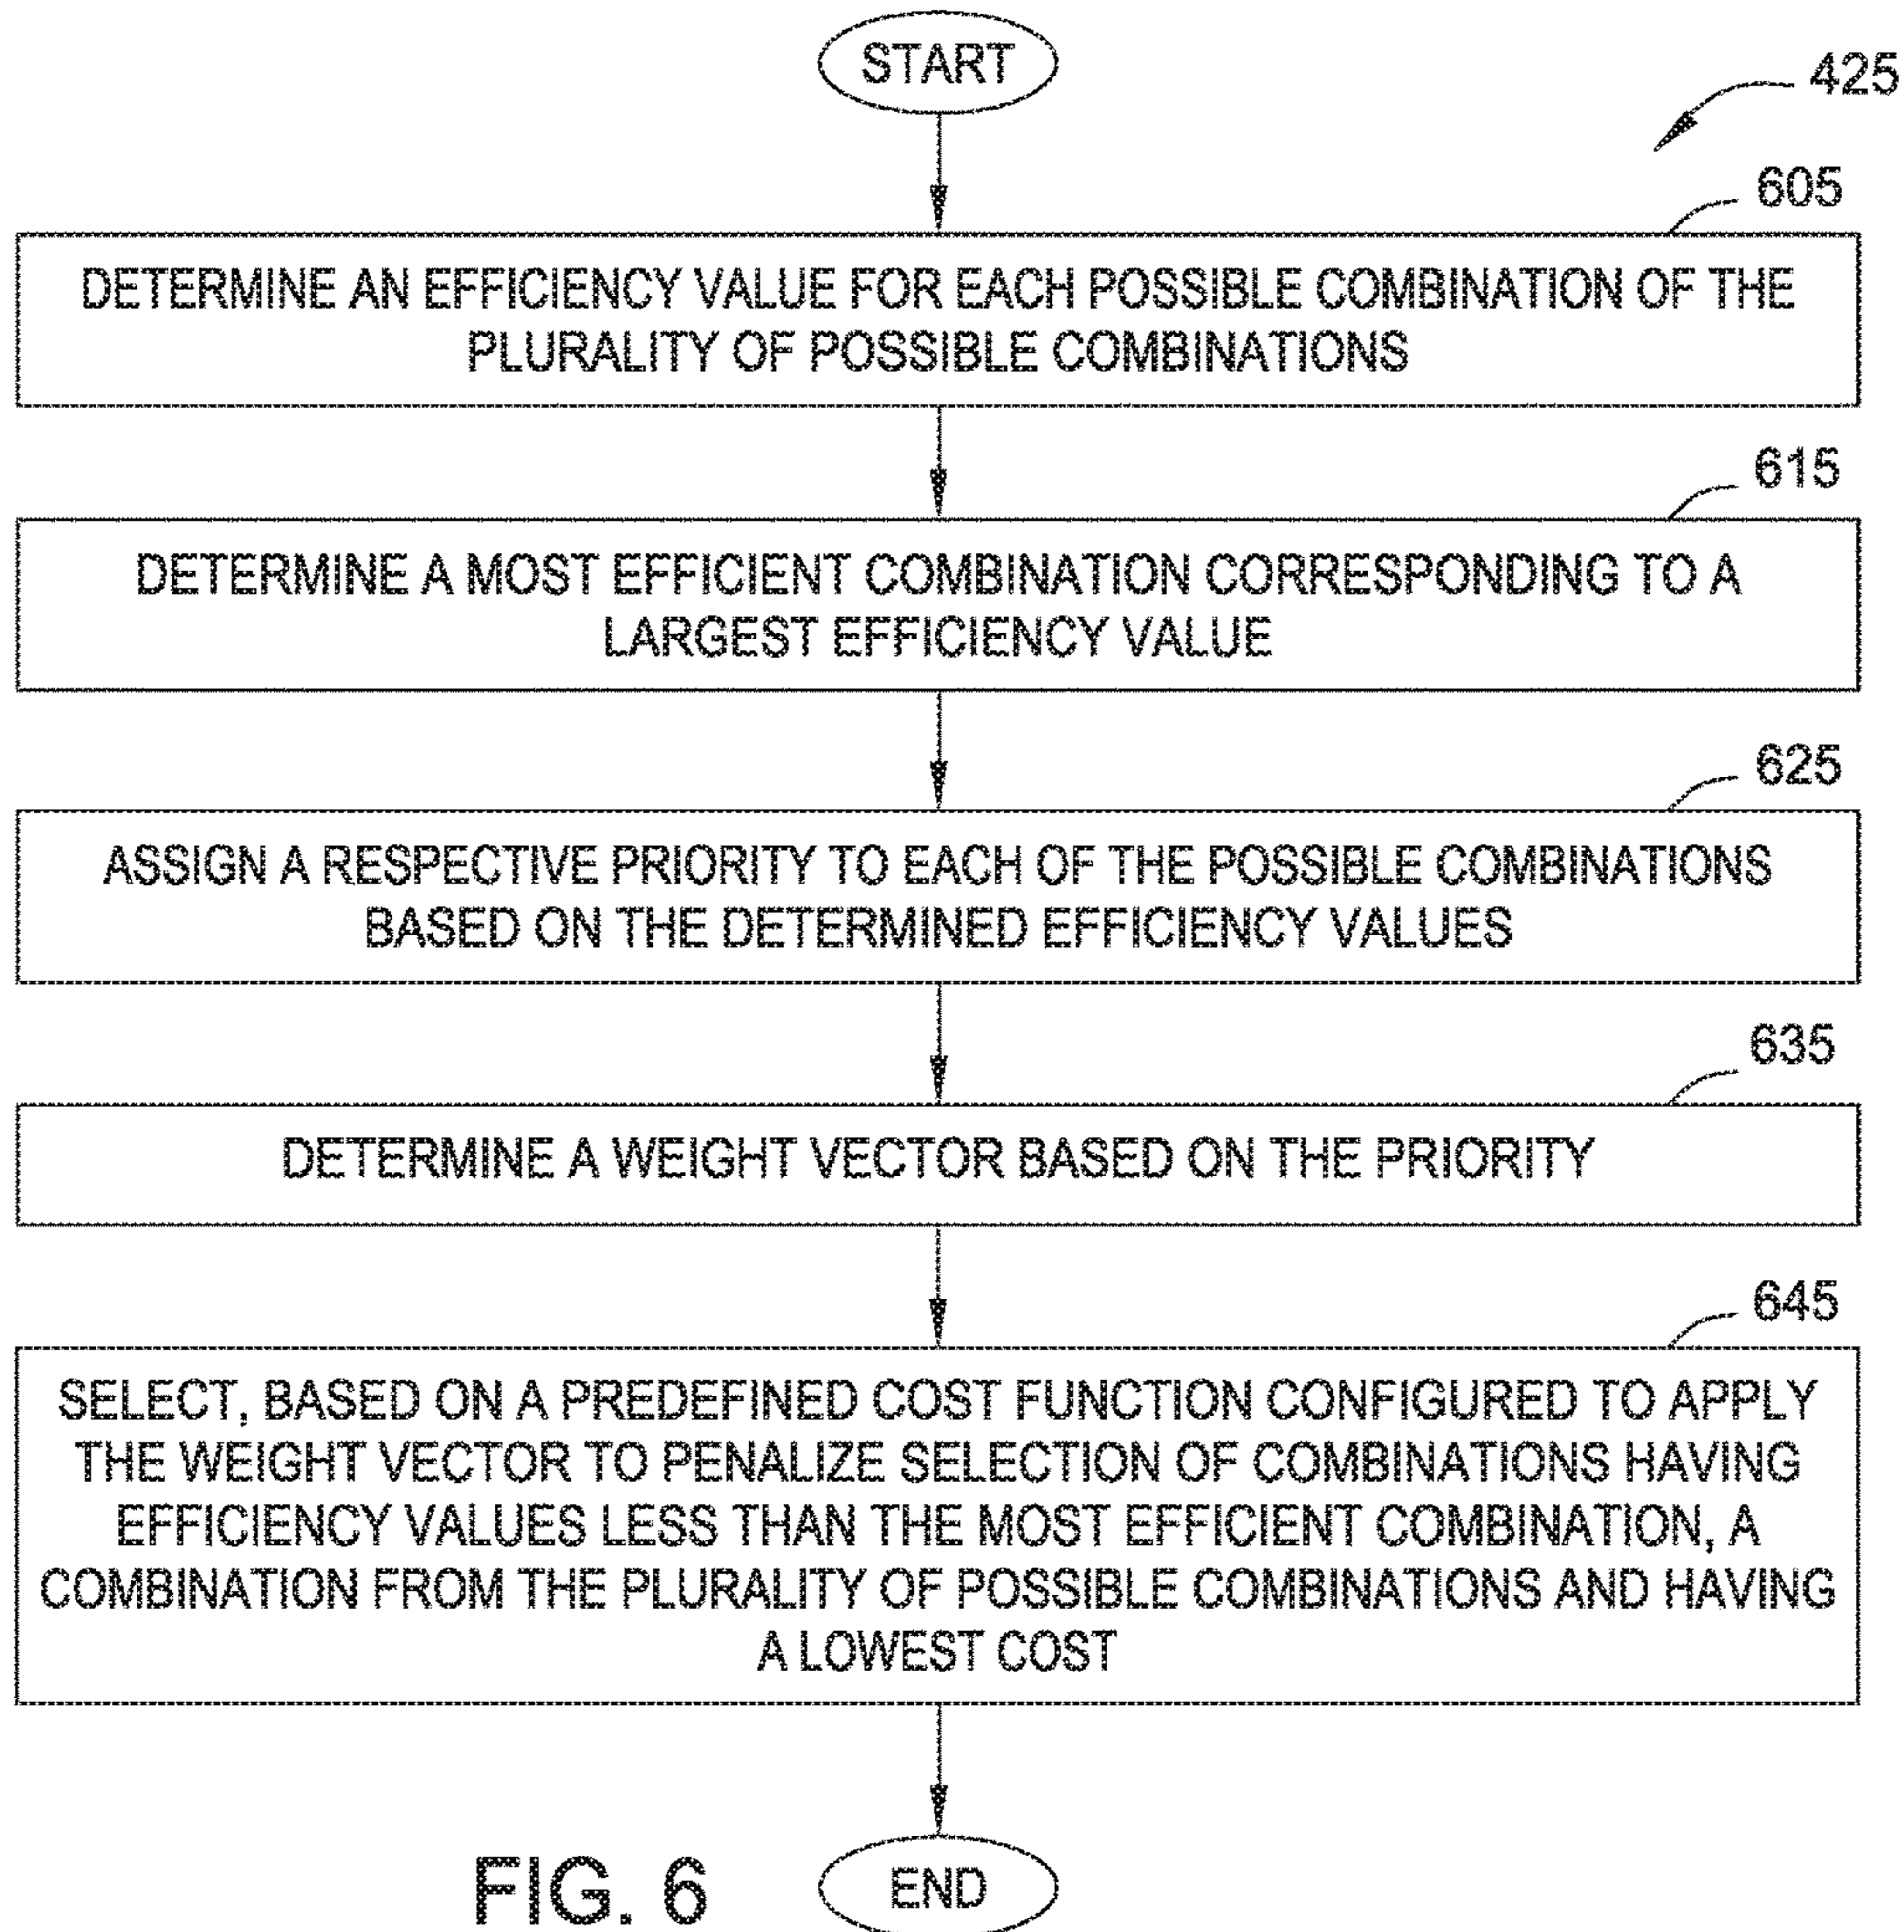 START
425
605
DETERMINE AN EFFICIENCY VALUE FOR EACH POSSIBLE COMBINATION OF THE
PLURALITY OF POSSIBLE COMBINATIONS
615
DETERMINE A MOST EFFICIENT COMBINATION CORRESPONDING TO A
LARGEST EFFICIENCY VALUE
625
ASSIGN A RESPECTIVE PRIORITY TO EACH OF THE POSSIBLE COMBINATIONS
BASED ON THE DETERMINED EFFICIENCY VALUES
635
DETERMINE A WEIGHT VECTOR BASED ON THE PRIORITY
645
SELECT, BASED ON A PREDEFINED COST FUNCTION CONFIGURED TO APPLY
THE WEIGHT VECTOR TO PENALIZE SELECTION OF COMBINATIONS HAVING
EFFICIENCY VALUES LESS THAN THE MOST EFFICIENT COMBINATION, A
COMBINATION FROM THE PLURALITY OF POSSIBLE COMBINATIONS AND HAVING
A LOWEST COST
FIG. 6
END